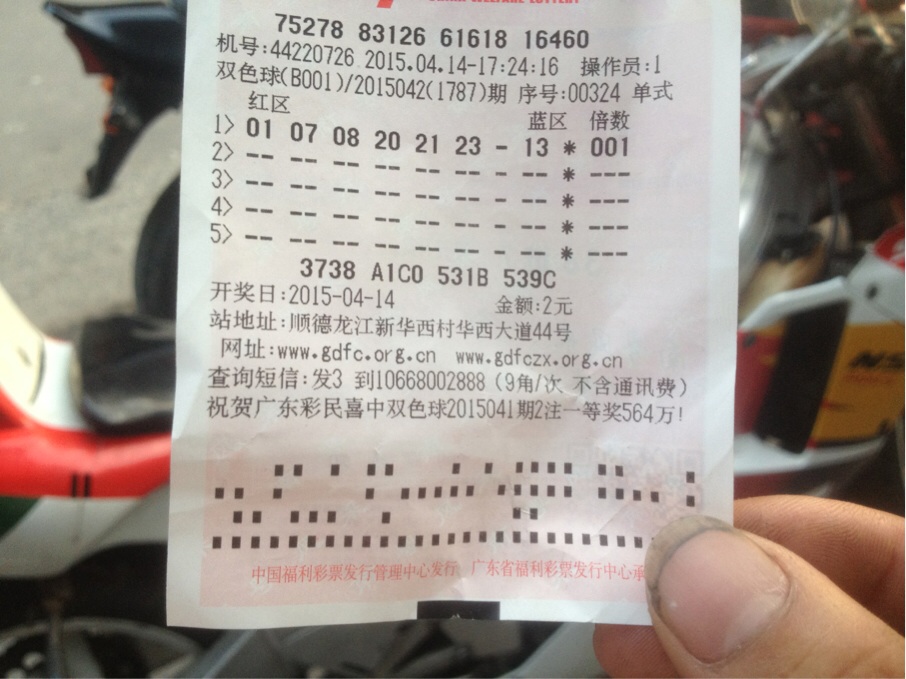 75278 83126 61618 16460
机号:44220726 2015.04.14-17:24:16 操作员:1
双色球(B001)/2015042(1787)期 序号:00324 单式
红区 蓝区 倍数
1> 01 07 08 20 21 23 - 13 * 001
2> -- -- -- -- -- -- - -- * ---
3> -- -- -- -- -- -- - -- * ---
4> -- -- -- -- -- -- - -- * ---
5> -- -- -- -- -- -- - -- * ---
3738 A1C0 531B 539C
开奖日:2015-04-14 金额:2元
站地址:顺德龙江新华西村华西大道44号
网址:www.gdfc.org.cn www.gdfczx.org.cn
查询短信:发3 到10668002888(9角/次 不含通讯费)
祝贺广东彩民喜中双色球2015041期2注一等奖564万!
中国福利彩票发行管理中心发行 广东省福利彩票发行中心承